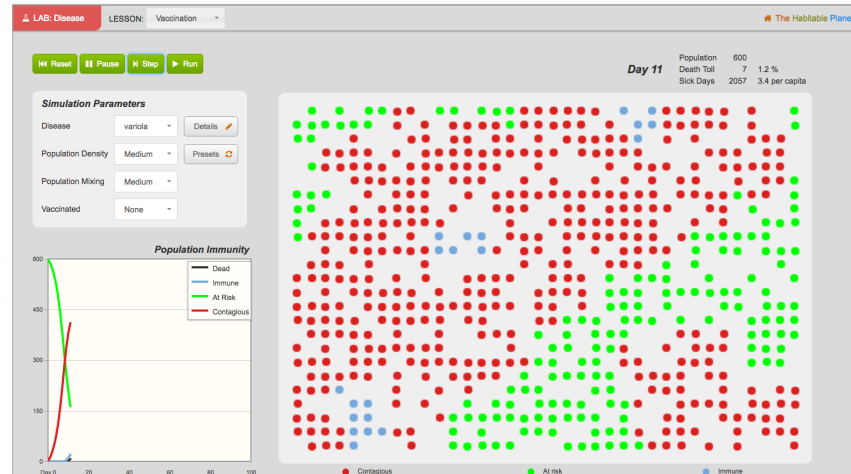 LAB: Disease LESSON: Vaccination The Habitable Plane
Reset Pause Step Run
Day 11
Population 600
Death Toll 7 1.2 %
Sick Days 2057 3.4 per capita
Simulation Parameters
Disease variola Details
Population Density Medium Presets
Population Mixing Medium
Vaccinated None
Population Immunity
600
450
300
150
Dead
Immune
At Risk
Contagious
Day 0 20 40 60 80 100
Contagious At risk Immune